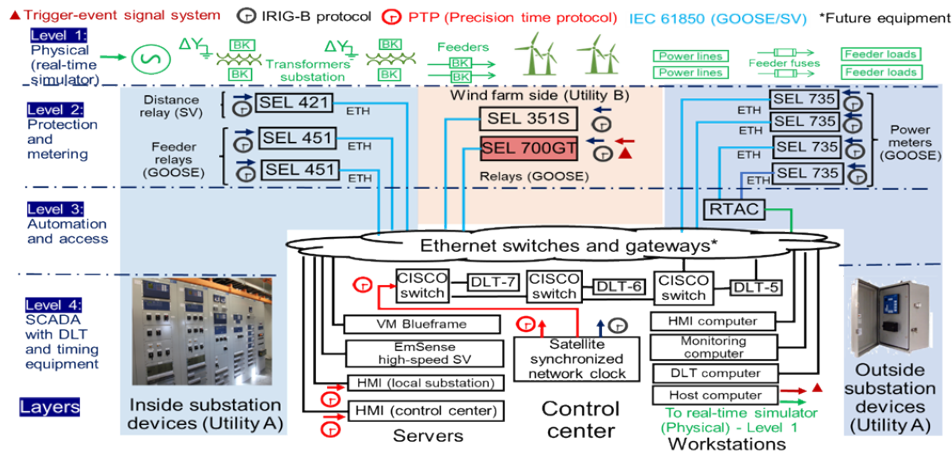 Trigger-event signal system
IRIG-B protocol
PTP (Precision time protocol)
IEC 61850 (GOOSE/SV)
*Future equipment
Level 1:
Physical
(real-time
simulator)
ΔY
BK
BK
Transformers
substation
ΔY
BK
BK
Feeders
BK
BK
Power lines
Power lines
Feeder
fuses
Feeder loads
Feeder loads
Level 2:
Protection
and
metering
Distance
relay (SV)
SEL 421
ETH
Feeder
relays
(GOOSE)
SEL 451
ETH
SEL 451
ETH
Wind farm side (Utility B)
SEL 351S
SEL 700GT
Relays (GOOSE)
SEL 735
ETH
SEL 735
ETH
SEL 735
ETH
SEL 735
ETH
Power
meters
(GOOSE)
Level 3:
Automation
and access
RTAC
Ethernet switches and gateways*
Level 4:
SCADA
with DLT
and timing
equipment
CISCO
switch
DLT-7
CISCO
switch
DLT-6
CISCO
switch
DLT-5
VM Blueframe
EmSense
high-speed SV
HMI (local substation)
HMI (control center)
Servers
Satellite
synchronized
network clock
Control
center
HMI computer
Monitoring
computer
DLT computer
Host computer
To real-time simulator
(Physical) - Level 1
Workstations
Layers
Inside substation
devices (Utility A)
Outside
substation
devices
(Utility A)